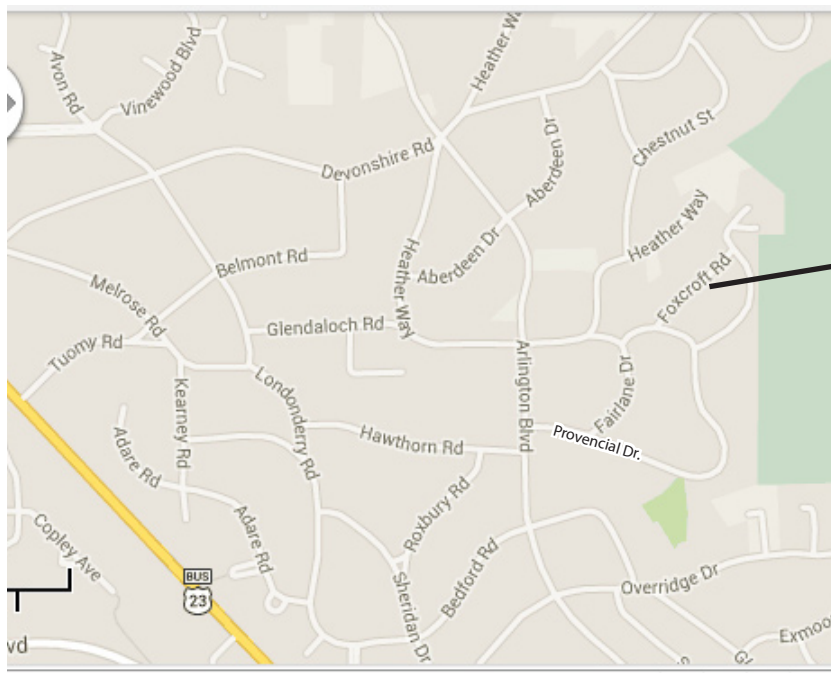 Heather W
Avon Rd
Vinewood Blvd
Devonshire Rd
Aberdeen Dr
Chestnut St
Heather Way
Belmont Rd
Heather Way
Aberdeen Dr
Foxcroft Rd
Melrose Rd
Glendaloch Rd
Tuomy Rd
Arlington Blvd
Fairlane Dr
Kearney Rd
Londonderry Rd
Hawthorn Rd
Provencial Dr.
Adare Rd
Roxbury Rd
Adare Rd
Copley Ave
Sheridan Dr
Bedford Rd
Overridge Dr
BUS
23
vd
Exmoo
Gl